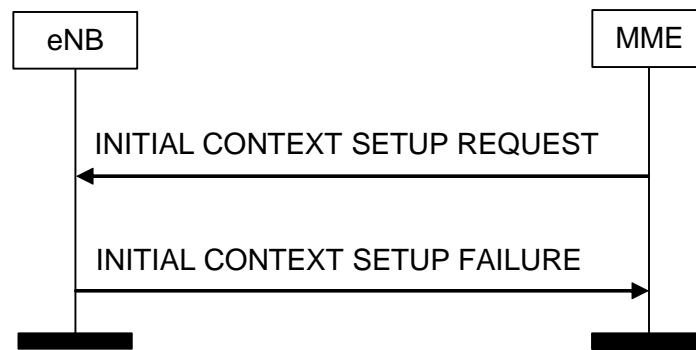 eNB
MME
INITIAL CONTEXT SETUP REQUEST
INITIAL CONTEXT SETUP FAILURE